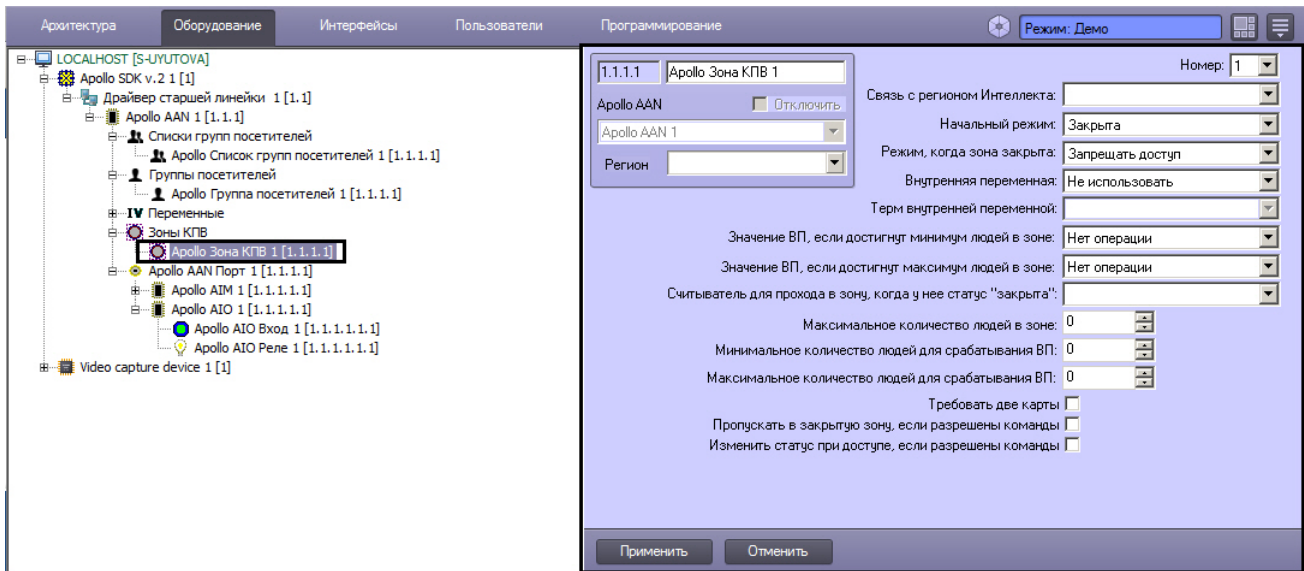 Архитектура Оборудование Интерфейсы Пользователи Программирование Режим: Демо
LOCALHOST [S-UYUTOVA]
Apollo SDK v.2 1 [1]
Драйвер старшей линейки 1 [1.1]
Apollo AAN 1 [1.1.1]
Списки групп посетителей
Apollo Список групп посетителей 1 [1.1.1.1]
Группы посетителей
Apollo Группа посетителей 1 [1.1.1.1]
IV Переменные
Зоны КПВ
Apollo Зона КПВ 1 [1.1.1.1]
Apollo AAN Порт 1 [1.1.1.1]
Apollo AIM 1 [1.1.1.1.1]
Apollo AIO 1 [1.1.1.1.1]
Apollo AIO Вход 1 [1.1.1.1.1.1]
Apollo AIO Реле 1 [1.1.1.1.1.1]
Video capture device 1 [1]
1.1.1.1 Apollo Зона КПВ 1
Apollo AAN Отключить
Apollo AAN 1
Регион
Номер: 1
Связь с регионом Интеллекта:
Начальный режим: Закрыта
Режим, когда зона закрыта: Запрещать доступ
Внутренняя переменная: Не использовать
Терм внутренней переменной:
Значение ВП, если достигнут минимум людей в зоне: Нет операции
Значение ВП, если достигнут максимум людей в зоне: Нет операции
Считыватель для прохода в зону, когда у нее статус "закрыта":
Максимальное количество людей в зоне: 0
Минимальное количество людей для срабатывания ВП: 0
Максимальное количество людей для срабатывания ВП: 0
Требовать две карты
Пропускать в закрытую зону, если разрешены команды
Изменить статус при доступе, если разрешены команды
Применить Отменить